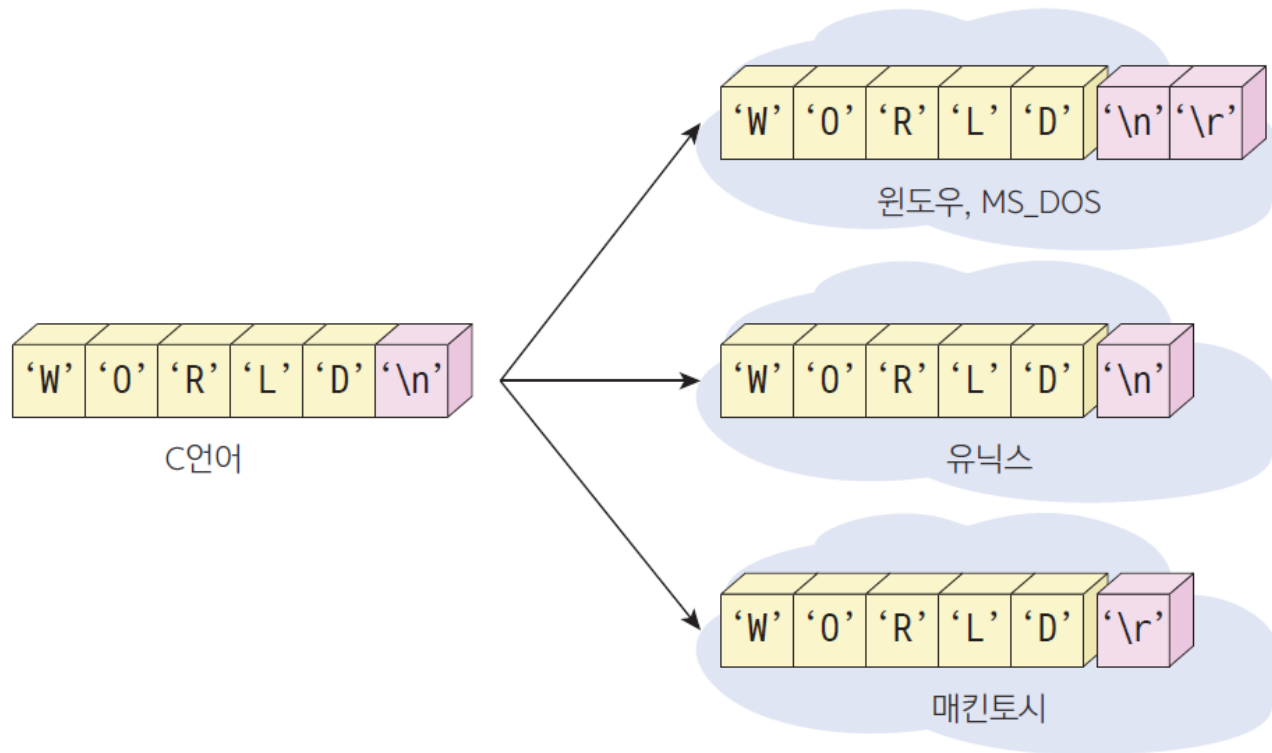 ‘W’ ‘O’ ‘R’ ‘L’ ‘D’ ‘\n’
C언어
‘W’ ‘O’ ‘R’ ‘L’ ‘D’ ‘\n’ ‘\r’
윈도우, MS_DOS
‘W’ ‘O’ ‘R’ ‘L’ ‘D’ ‘\n’
유닉스
‘W’ ‘O’ ‘R’ ‘L’ ‘D’ ‘\r’
매킨토시